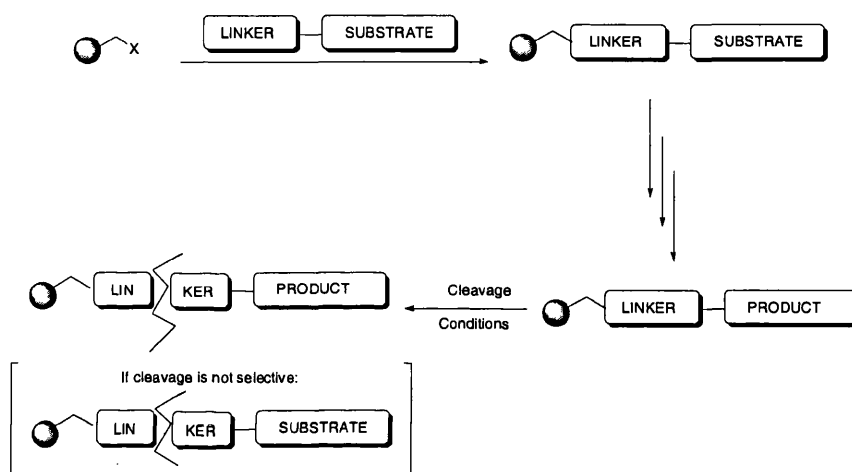 X
LINKER
SUBSTRATE
LINKER
SUBSTRATE
LIN
KER
PRODUCT
Cleavage
Conditions
LINKER
PRODUCT
If cleavage is not selective:
LIN
KER
SUBSTRATE